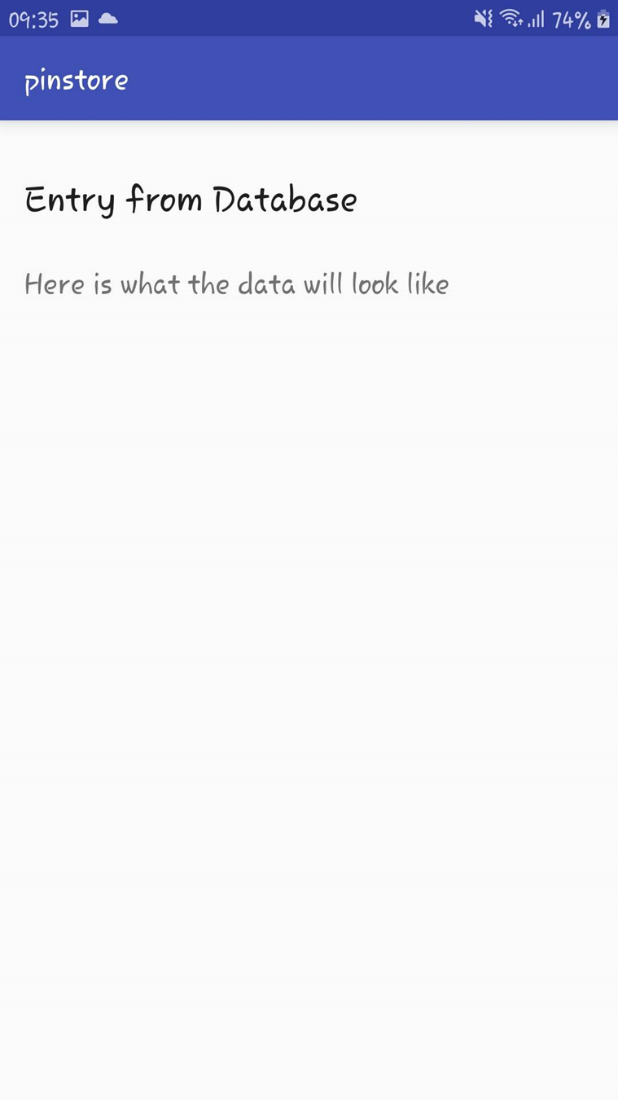 09:35
74%
pinstore
Entry from Database
Here is what the data will look like